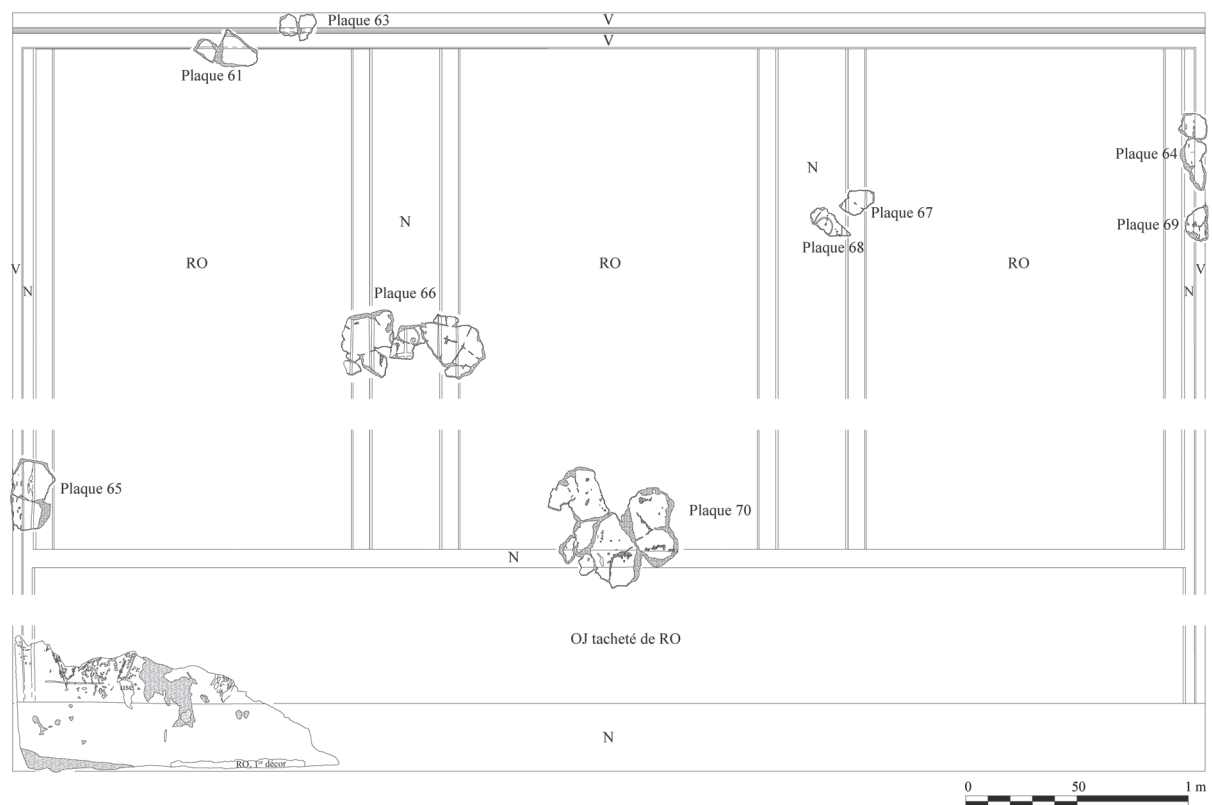 Plaque 63
V
V
Plaque 61
Plaque 64
N
Plaque 67
Plaque 69
N
Plaque 68
RO
RO
RO
V
V
N
N
Plaque 66
Plaque 65
Plaque 70
N
OJ tacheté de RO
usé
N
RO, 1er décor
0 50 1 m